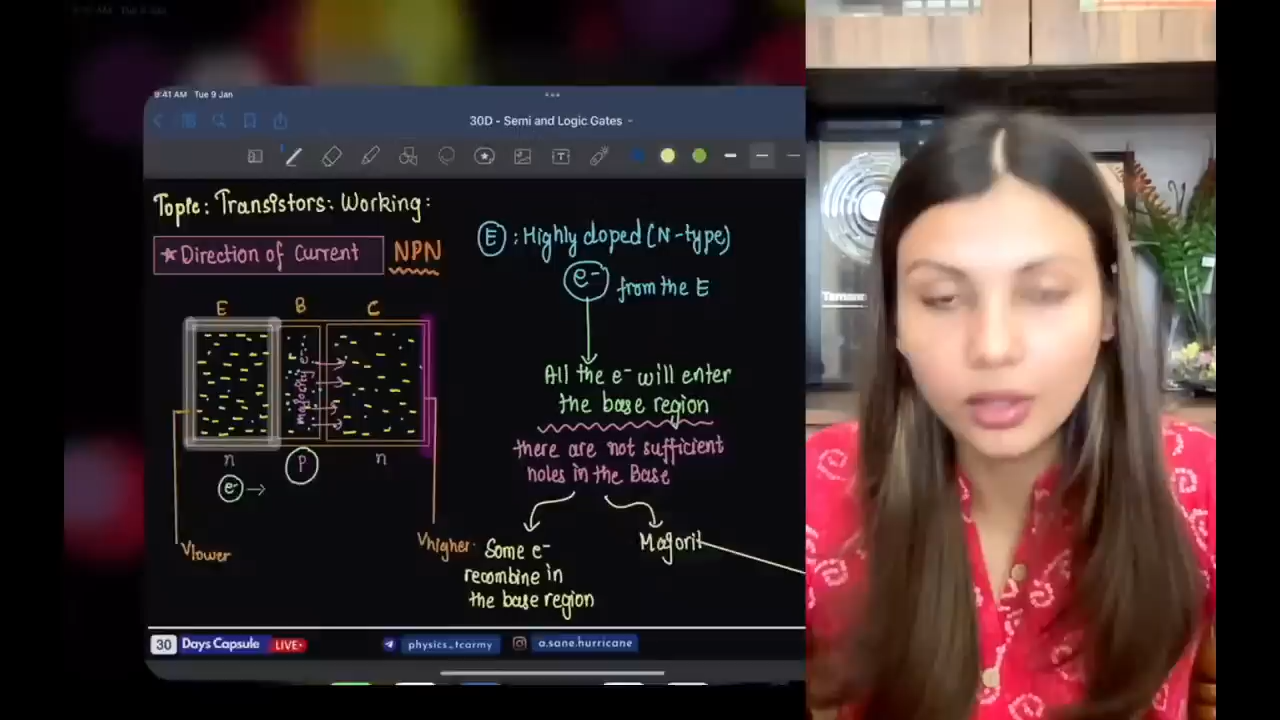 9:41 AM Tue 9 Jan
30D - Semi and Logic Gates
Topic: Transistors: Working:
★Direction of Current NPN
E B C
majority e-
n P n
e-
Vlower
Vhigher
E : Highly doped (N-type)
e- from the E
All the e- will enter
the base region
there are not sufficient
holes in the Base
Some e-
recombine in
the base region
Majorit
30 Days Capsule LIVE
physics_tcarmy
a.sane.hurricane